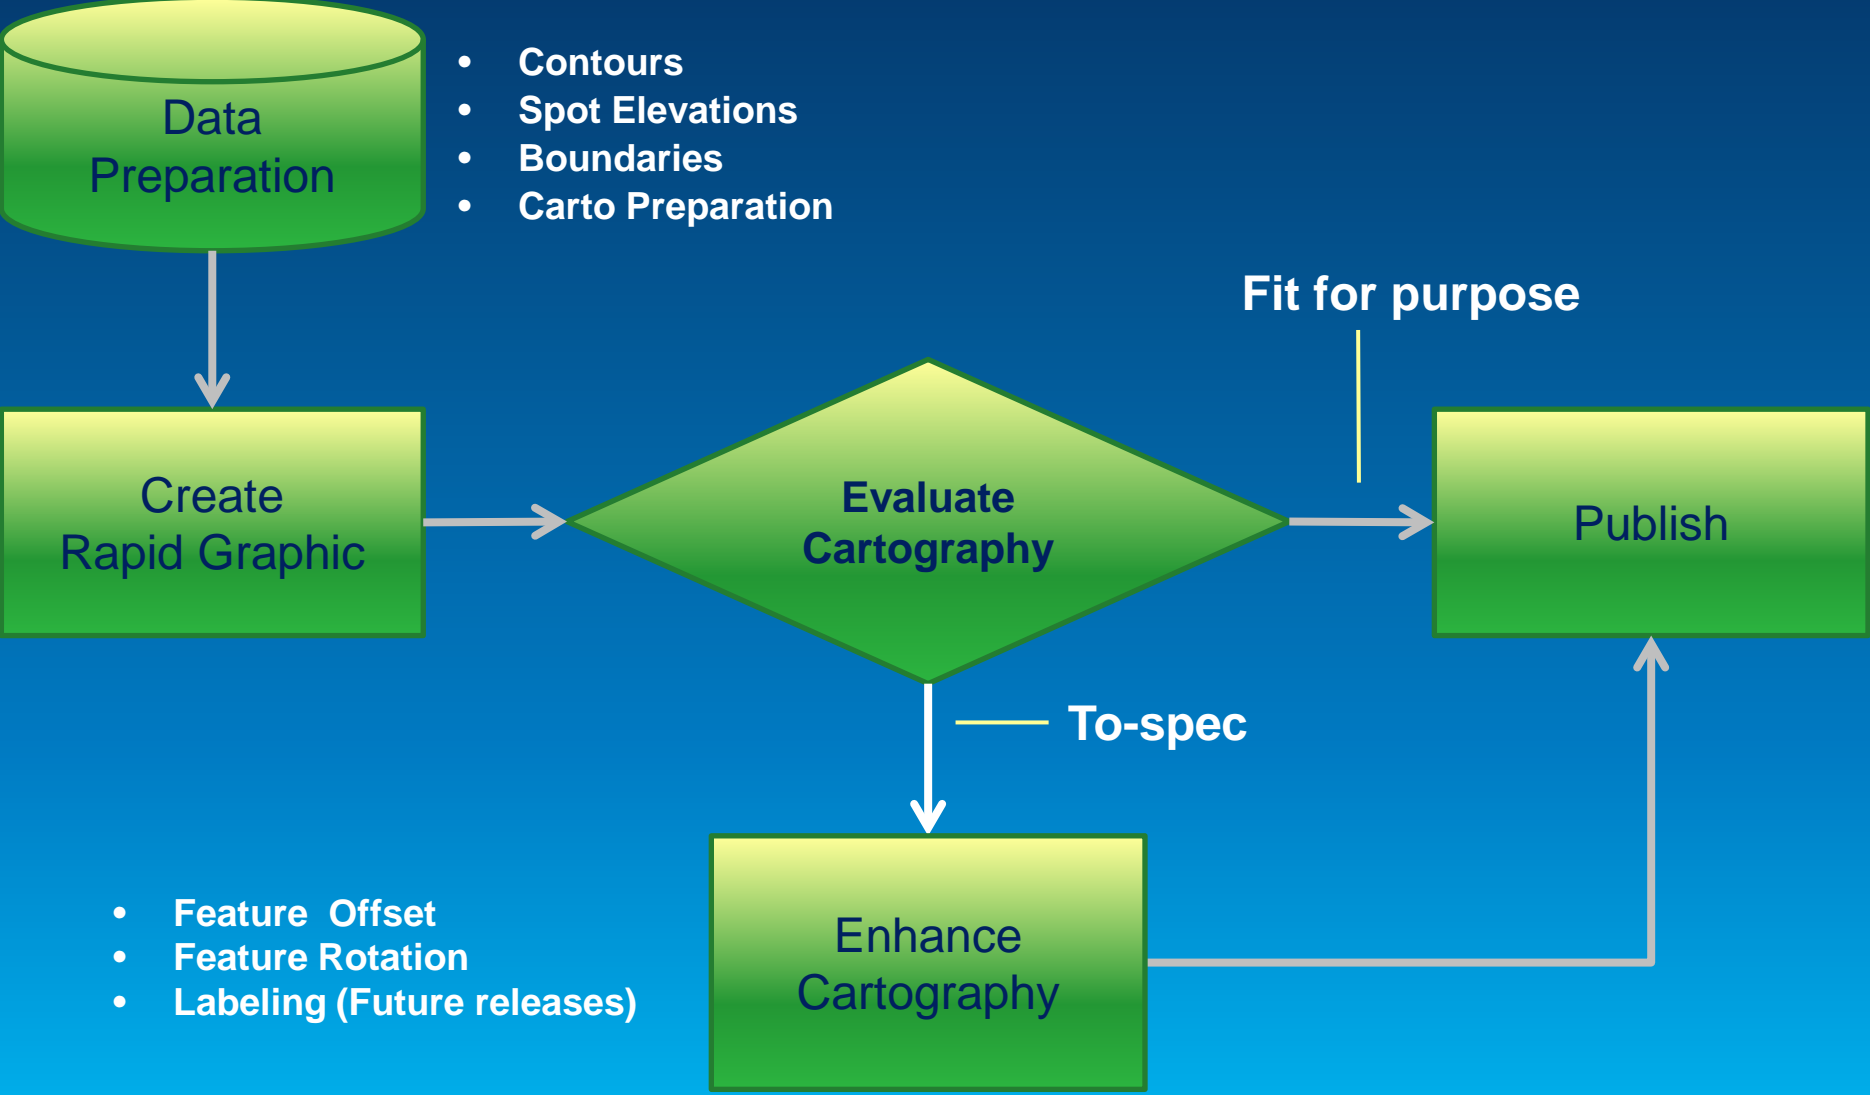 Data
Preparation
• Contours
• Spot Elevations
• Boundaries
• Carto Preparation
Fit for purpose
Create
Rapid Graphic
Evaluate
Cartography
Publish
To-spec
• Feature  Offset
• Feature Rotation
• Labeling (Future releases)
Enhance
Cartography